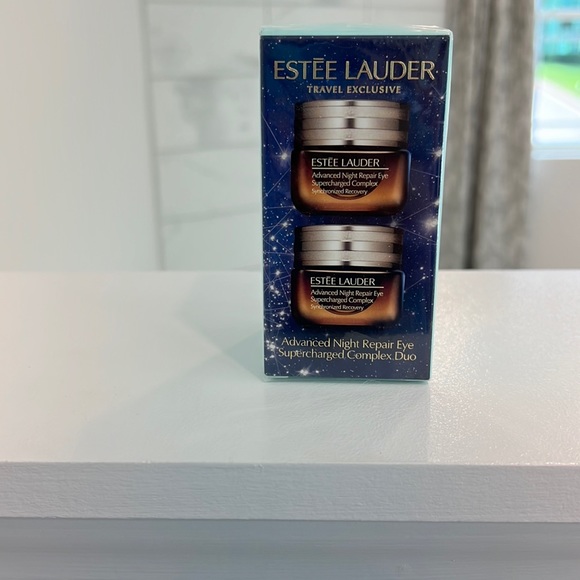 ESTĒE LAUDER
TRAVEL EXCLUSIVE
ESTĒE LAUDER
Advanced Night Repair Eye
Supercharged Complex
Synchronized Recovery
ESTĒE LAUDER
Advanced Night Repair Eye
Supercharged Complex
Synchronized Recovery
Advanced Night Repair Eye
Supercharged Complex Duo